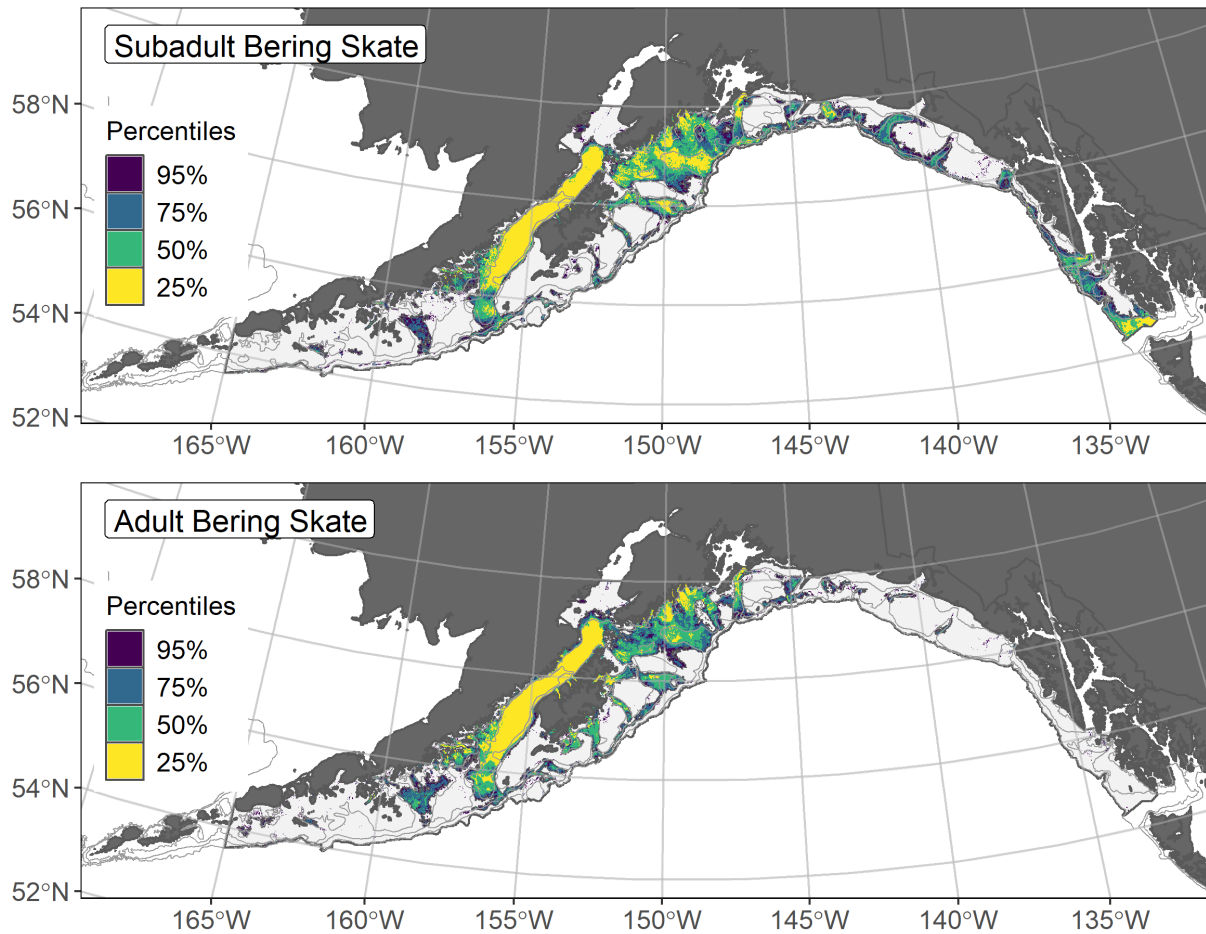 Subadult Bering Skate
58°N
56°N
54°N
52°N
Percentiles
95%
75%
50%
25%
165°W 160°W 155°W 150°W 145°W 140°W 135°W
Adult Bering Skate
58°N
56°N
54°N
52°N
Percentiles
95%
75%
50%
25%
165°W 160°W 155°W 150°W 145°W 140°W 135°W